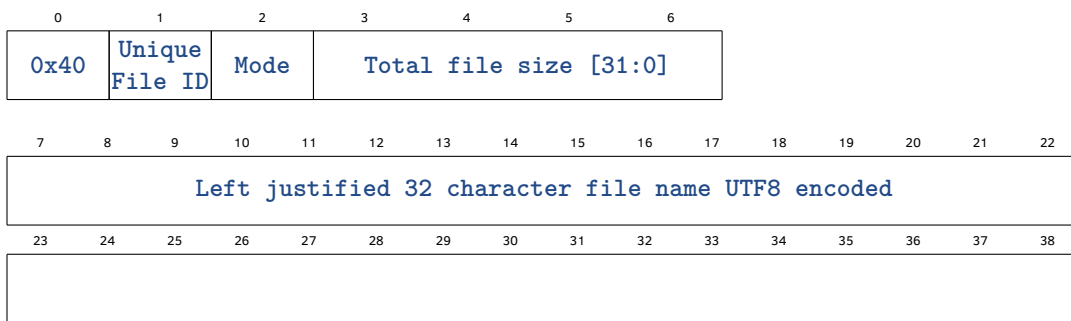 0 1 2 3 4 5 6
0x40 Unique File ID Mode Total file size [31:0]
7 8 9 10 11 12 13 14 15 16 17 18 19 20 21 22
Left justified 32 character file name UTF8 encoded
23 24 25 26 27 28 29 30 31 32 33 34 35 36 37 38